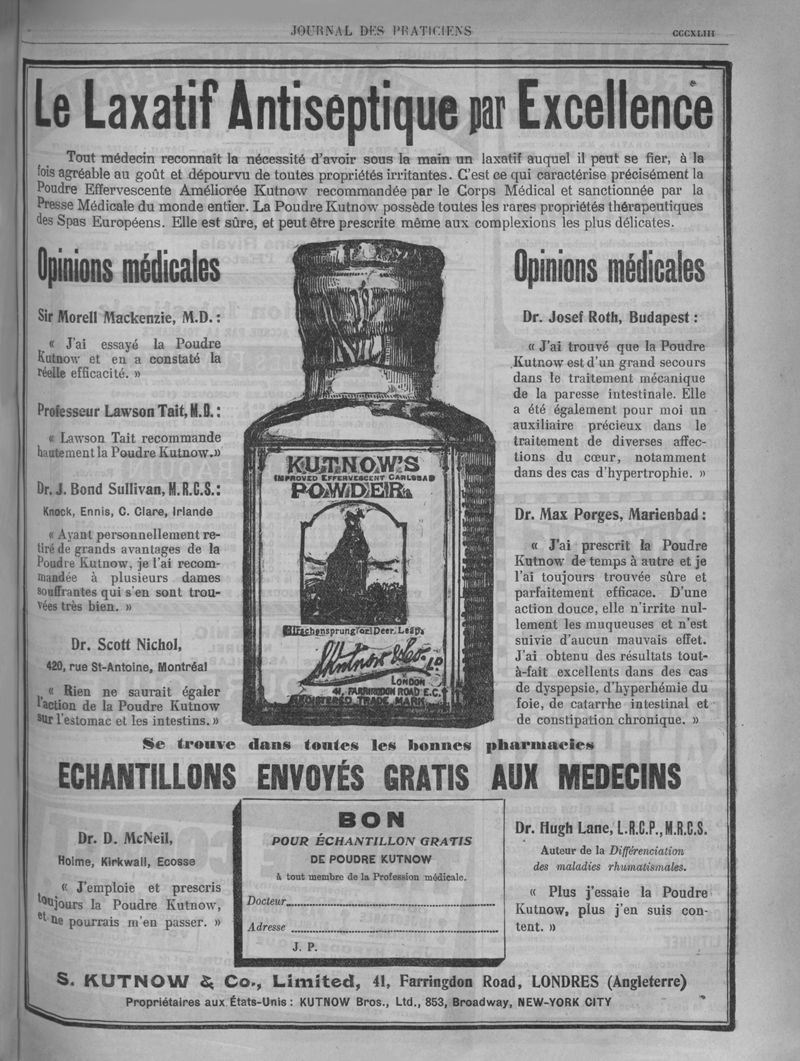 JOURNAL DES PRATICIENS
CCCXLIII
Le Laxatif Antiseptique par Excellence
Tout médecin reconnaît la nécessité d'avoir sous la main un laxatif auquel il peut se fier, à la
fois agréable au goût et dépourvu de toutes propriétés irritantes. C'est ce qui caractérise précisément la
Poudre Effervescente Améliorée Kutnow recommandée par le Corps Médical et sanctionnée par la
Presse Médicale du monde entier. La Poudre Kutnow possède toutes les rares propriétés thérapeutiques
des Spas Européens. Elle est sûre, et peut être prescrite même aux complexions les plus délicates.
Opinions médicales
Sir Morell Mackenzie, M.D. :
« J'ai essayé la Poudre
Kutnow et en a constaté la
réelle efficacité. »
Professeur Lawson Tait, M.D. :
« Lawson Tait recommande
hautement la Poudre Kutnow.»
Dr. J. Bond Sullivan, M.R.C.S. :
Knock, Ennis, C. Clare, Irlande
« Ayant personnellement re-
tiré de grands avantages de la
Poudre Kutnow, je l'ai recom-
mandée à plusieurs dames
souffrantes qui s'en sont trou-
vées très bien. »
Dr. Scott Nichol,
420, rue St-Antoine, Montréal
« Rien ne saurait égaler
l'action de la Poudre Kutnow
sur l'estomac et les intestins. »
KUTNOW'S
IMPROVED EFFERVESCENT CARLSBAD
POWDER
Hirschensprung or Deer Leap
S. Kutnow & Co. Ld
LONDON
41, FARRINGDON ROAD E.C.
REGISTERED TRADE MARK
Opinions médicales
Dr. Josef Roth, Budapest :
« J'ai trouvé que la Poudre
Kutnow est d'un grand secours
dans le traitement mécanique
de la paresse intestinale. Elle
a été également pour moi un
auxiliaire précieux dans le
traitement de diverses affec-
tions du cœur, notamment
dans des cas d'hypertrophie. »
Dr. Max Porges, Marienbad :
« J'ai prescrit la Poudre
Kutnow de temps à autre et je
l'ai toujours trouvée sûre et
parfaitement efficace. D'une
action douce, elle n'irrite nul-
lement les muqueuses et n'est
suivie d'aucun mauvais effet.
J'ai obtenu des résultats tout-
à-fait excellents dans des cas
de dyspepsie, d'hyperhémie du
foie, de catarrhe intestinal et
de constipation chronique. »
Se trouve dans toutes les bonnes pharmacies
ECHANTILLONS ENVOYÉS GRATIS AUX MEDECINS
Dr. D. McNeil,
Holme, Kirkwall, Ecosse
« J'emploie et prescris
toujours la Poudre Kutnow,
et ne pourrais m'en passer. »
BON
POUR ÉCHANTILLON GRATIS
DE POUDRE KUTNOW
à tout membre de la Profession médicale.
Docteur
Adresse
J. P.
Dr. Hugh Lane, L.R.C.P., M.R.C.S.
Auteur de la Différenciation
des maladies rhumatismales.
« Plus j'essaie la Poudre
Kutnow, plus j'en suis con-
tent. »
S. KUTNOW & Co., Limited, 41, Farringdon Road, LONDRES (Angleterre)
Propriétaires aux États-Unis : KUTNOW Bros., Ltd., 853, Broadway, NEW-YORK CITY